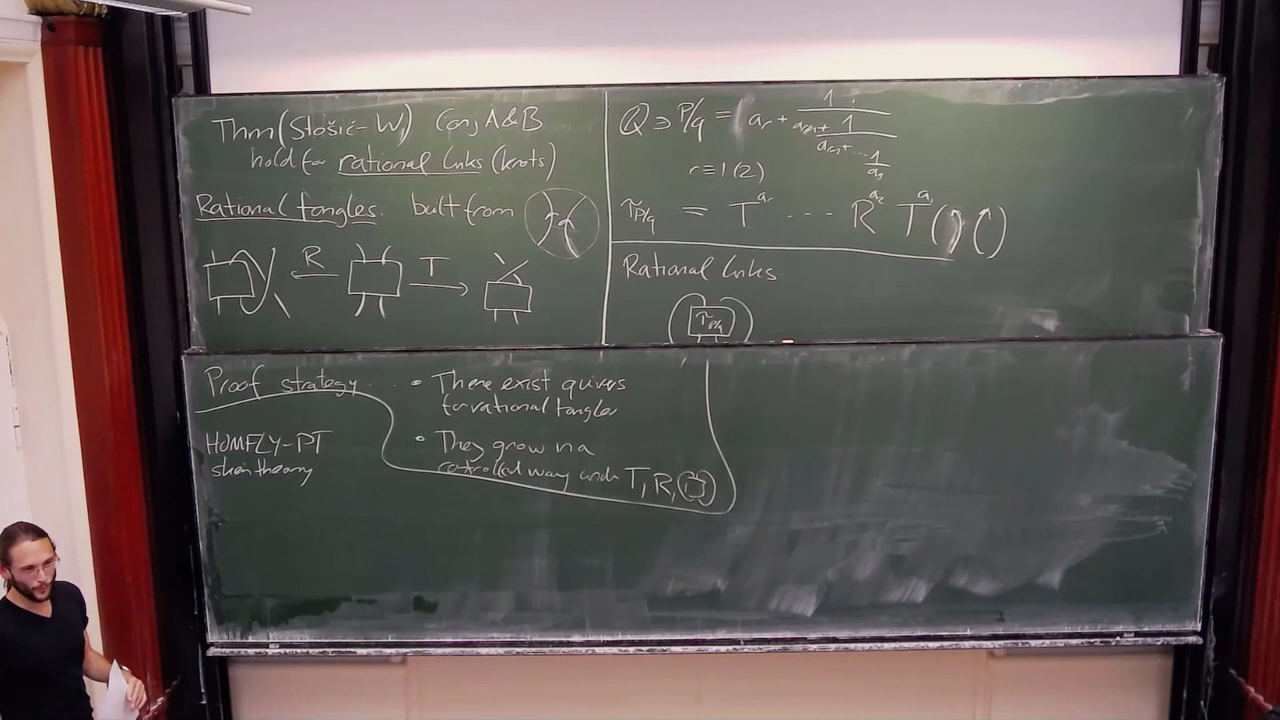 Thm (Stošić-W.) Conj A&B
hold for rational links (knots)
Rational tangles. built from
R T
Q ∋ P/q = a_r + 1/(a_{r-1} + 1/(a_{r-2} + ... 1/a_1))
r ≡ 1 (2)
τ_{P/q} = T^{a_r} ... R^{a_2} T^{a_1} ( )
Rational links.
τ_{P/q}
Proof strategy
• There exist quivers
for rational tangles
• They grow in a
controlled way under T, R,
HOMFLY-PT
skein theory